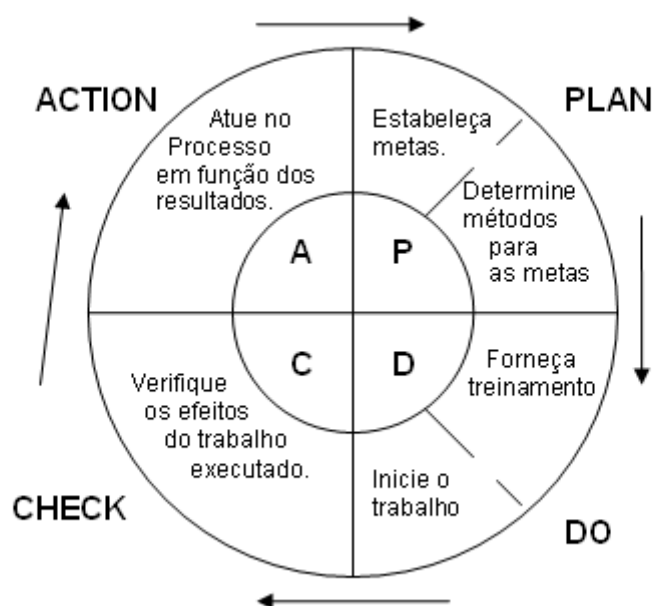 ACTION
PLAN
Atue no
Processo
em função dos
resultados.
Estabeleça
metas.
Determine
métodos
para
as metas
A
P
C
D
Verifique
os efeitos
do trabalho
executado.
Forneça
treinamento
Inicie o
trabalho
CHECK
DO